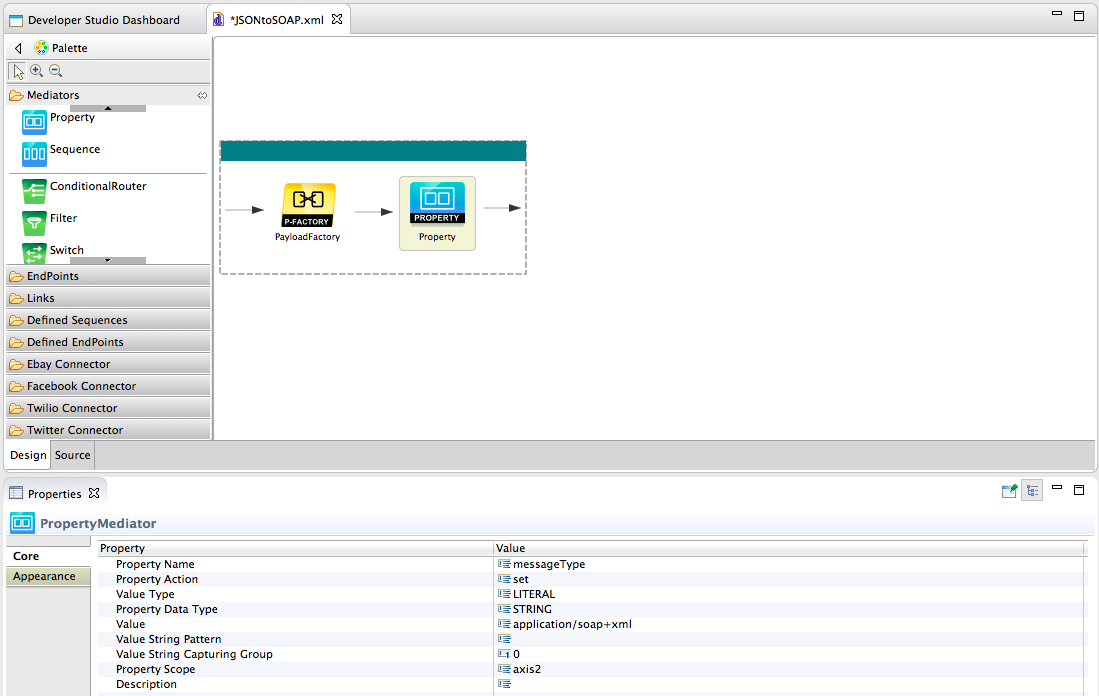 Developer Studio Dashboard
*JSONtoSOAP.xml
Palette
Mediators
Property
Sequence
ConditionalRouter
Filter
Switch
EndPoints
Links
Defined Sequences
Defined EndPoints
Ebay Connector
Facebook Connector
Twilio Connector
Twitter Connector
P-FACTORY
PayloadFactory
PROPERTY
Property
Design Source
Properties
PropertyMediator
Core
Appearance
Property Value
Property Name messageType
Property Action set
Value Type LITERAL
Property Data Type STRING
Value application/soap+xml
Value String Pattern
Value String Capturing Group 0
Property Scope axis2
Description